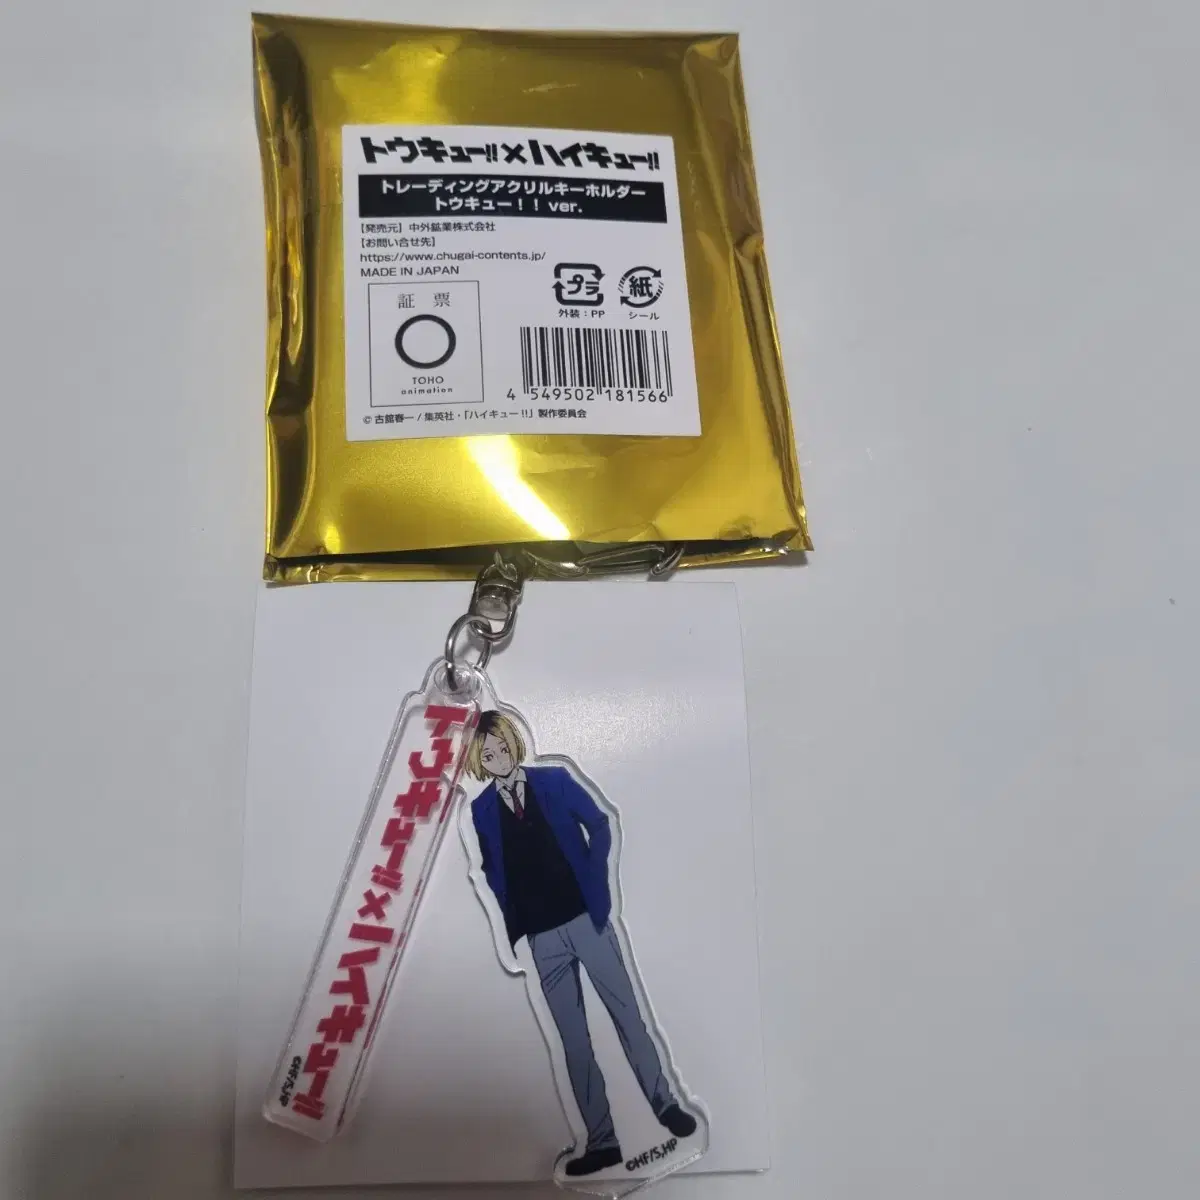 トウキュー!!×ハイキュー!!
トレーディングアクリルキーホルダー
トウキュー！！ver.
【発売元】中外鉱業株式会社
【お問い合せ先】
https://www.chugai-contents.jp/
MADE IN JAPAN
証 票
TOHO
animation
プラ
外装：PP
紙
シール
4 549502 181566
© 古舘春一 / 集英社・「ハイキュー!!」製作委員会
トウキュー!!×ハイキュー!!
©HF/S,HP
©HF/S,HP